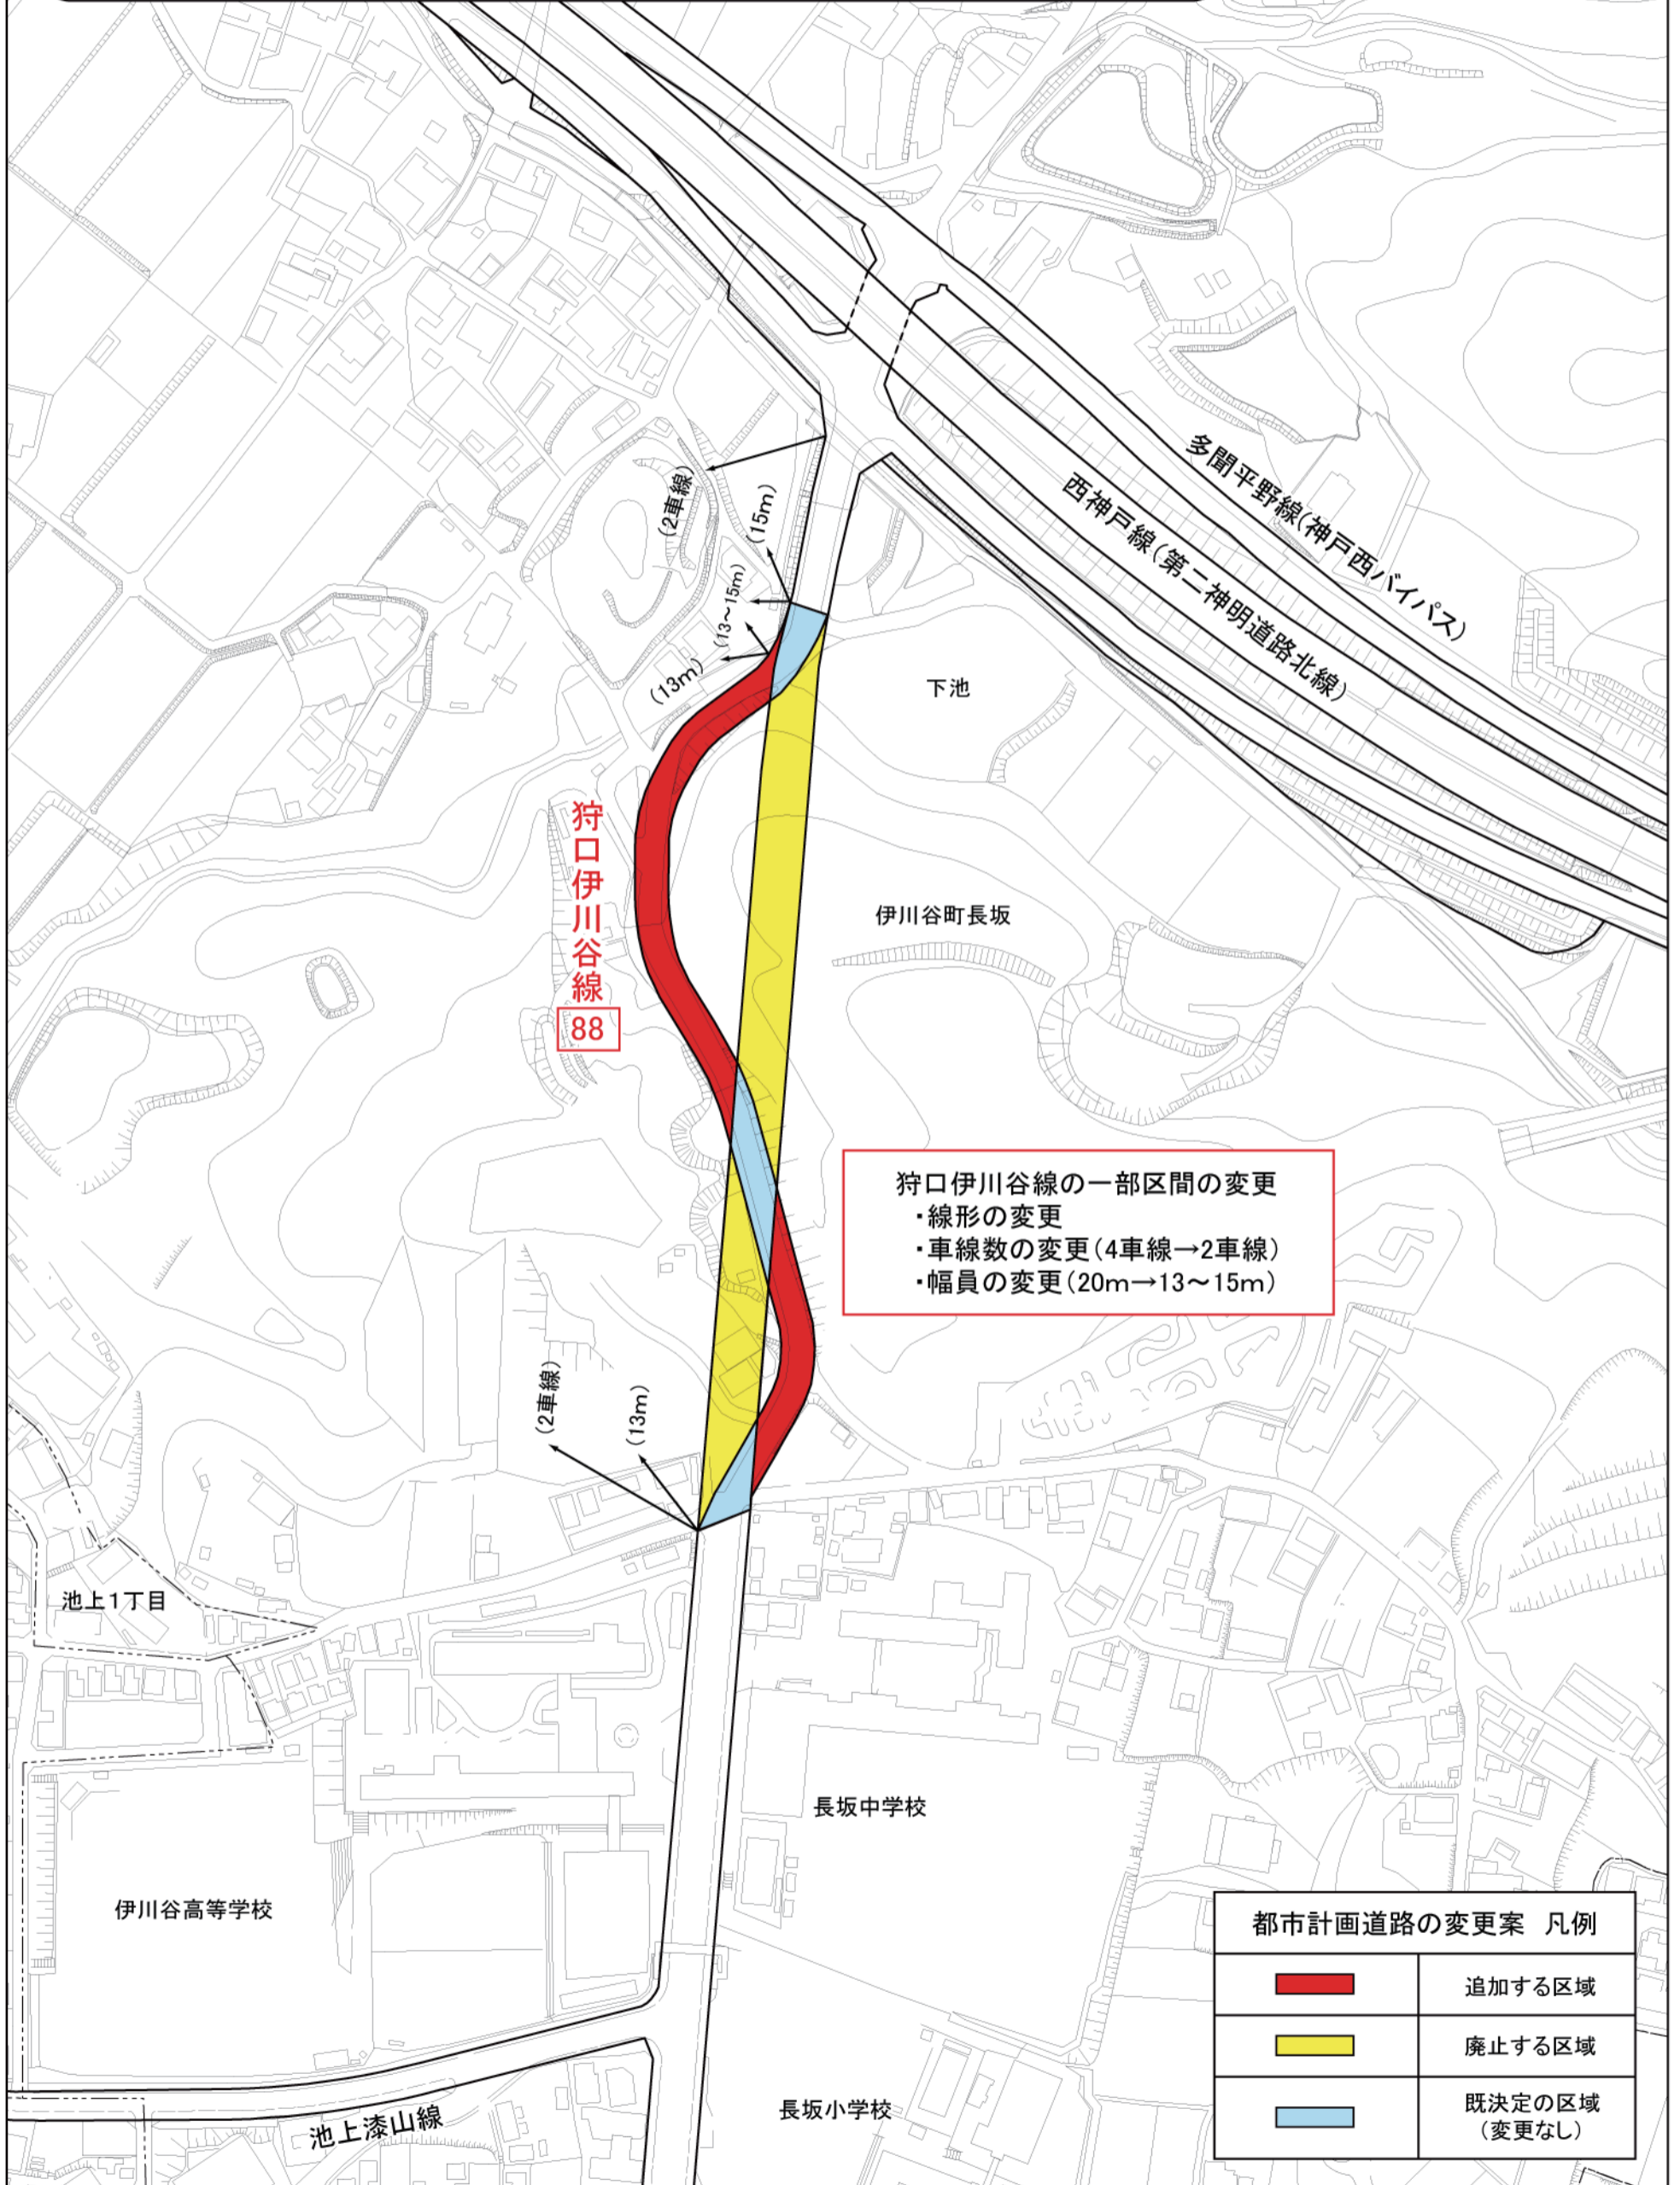 多聞平野線(神戸西バイパス)
西神戸線(第二神明道路北線)
(2車線)
(15m)
(13～15m)
(13m)
下池
狩口伊川谷線
88
伊川谷町長坂
狩口伊川谷線の一部区間の変更
・線形の変更
・車線数の変更(4車線→2車線)
・幅員の変更(20m→13～15m)
(2車線)
(13m)
池上1丁目
長坂中学校
伊川谷高等学校
長坂小学校
池上漆山線
都市計画道路の変更案 凡例
追加する区域
廃止する区域
既決定の区域
(変更なし)